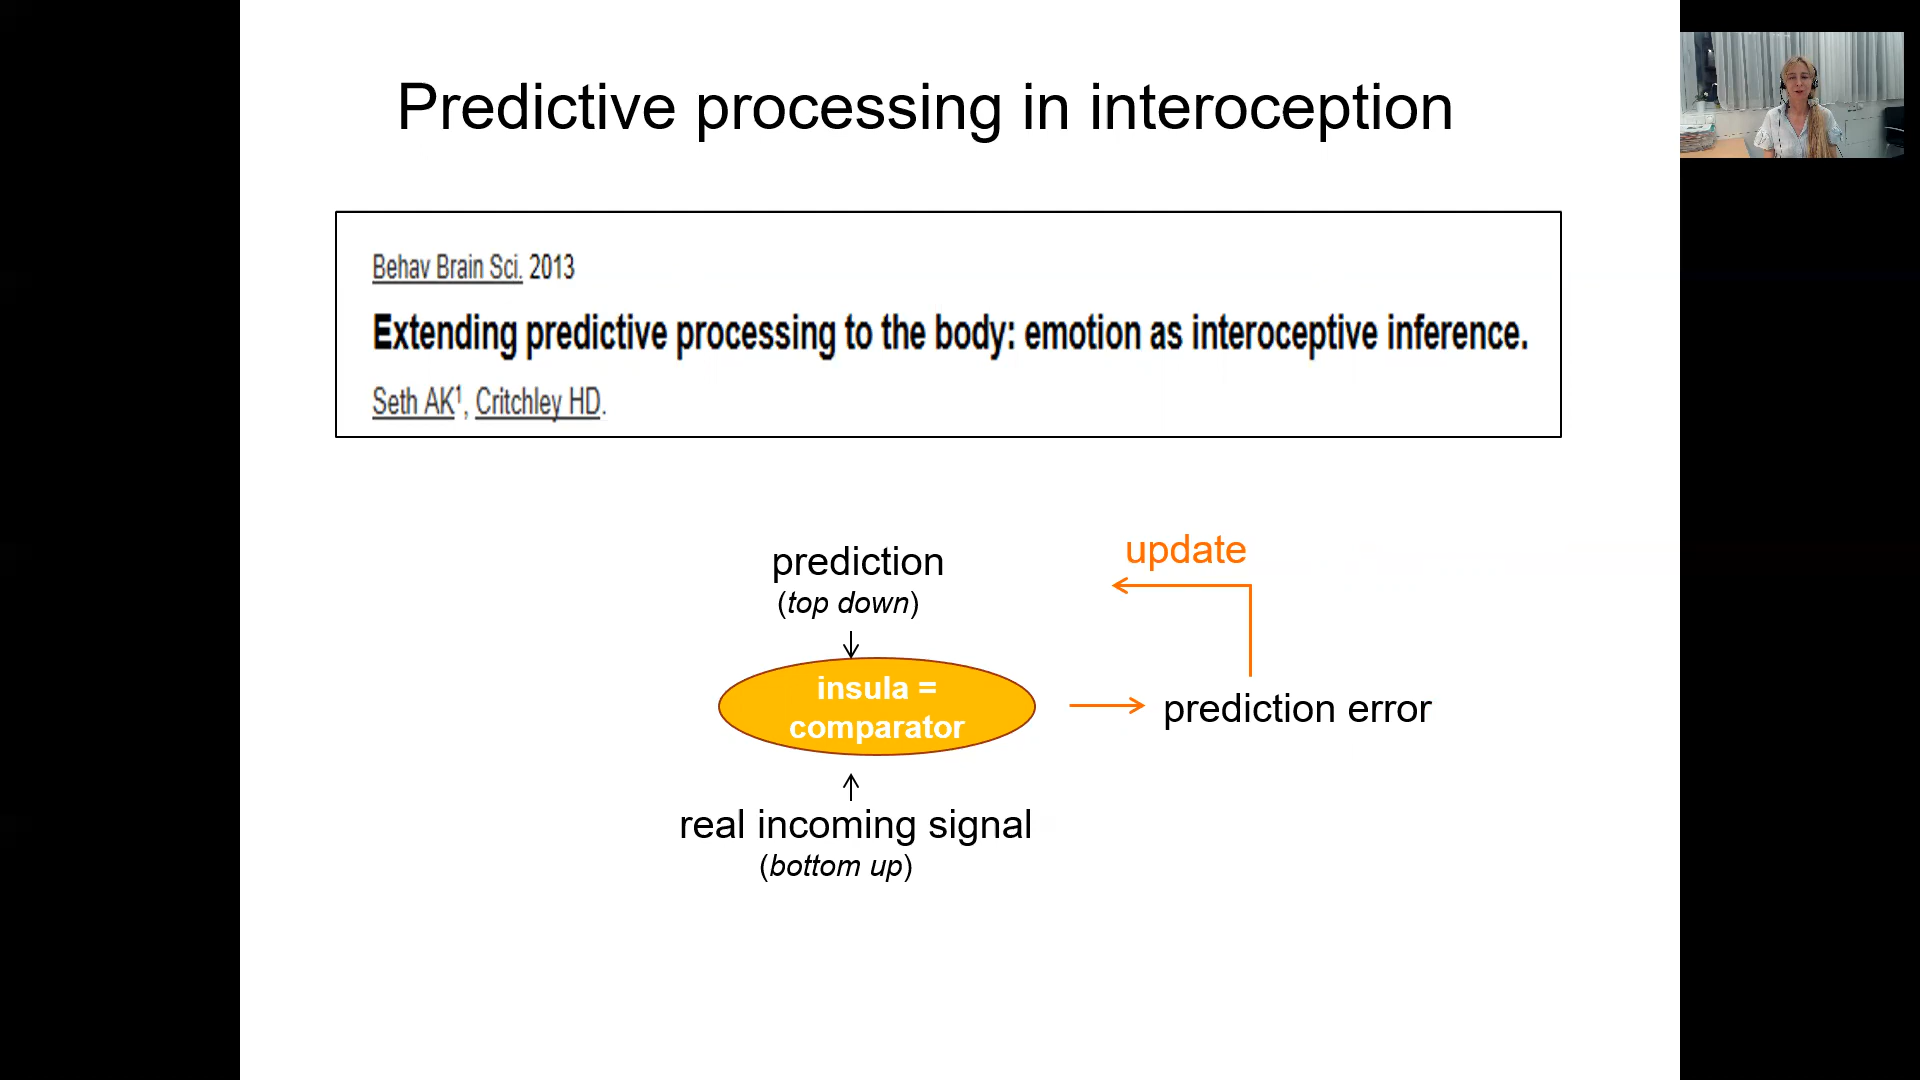 Predictive processing in interoception
Behav Brain Sci. 2013
Extending predictive processing to the body: emotion as interoceptive inference.
Seth AK¹, Critchley HD.
update
prediction
(top down)
insula =
comparator
prediction error
real incoming signal
(bottom up)